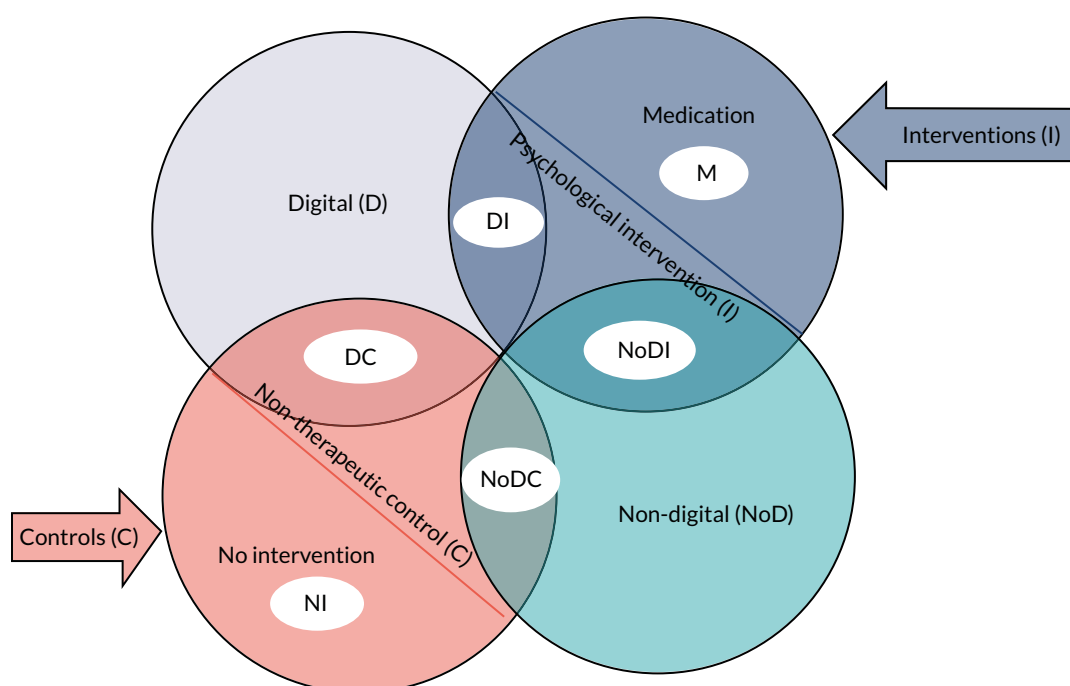 Medication
Interventions (I)
Psychological intervention (I)
M
Digital (D)
DI
DC
NoDI
Non-therapeutic control (C)
NoDC
Non-digital (NoD)
Controls (C)
No intervention
NI